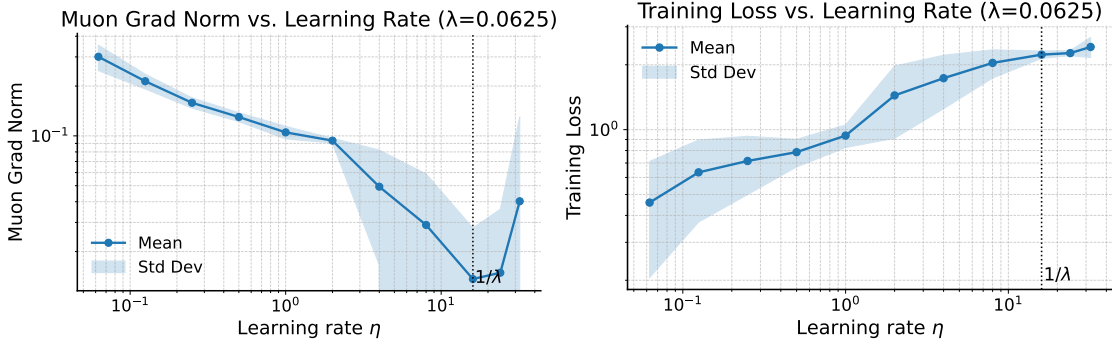 Muon Grad Norm vs. Learning Rate (λ=0.0625)
Muon Grad Norm
10⁻¹
Mean
Std Dev
1/λ
10⁻¹ 10⁰ 10¹
Learning rate η
Training Loss vs. Learning Rate (λ=0.0625)
Training Loss
Mean
Std Dev
10⁰
1/λ
10⁻¹ 10⁰ 10¹
Learning rate η